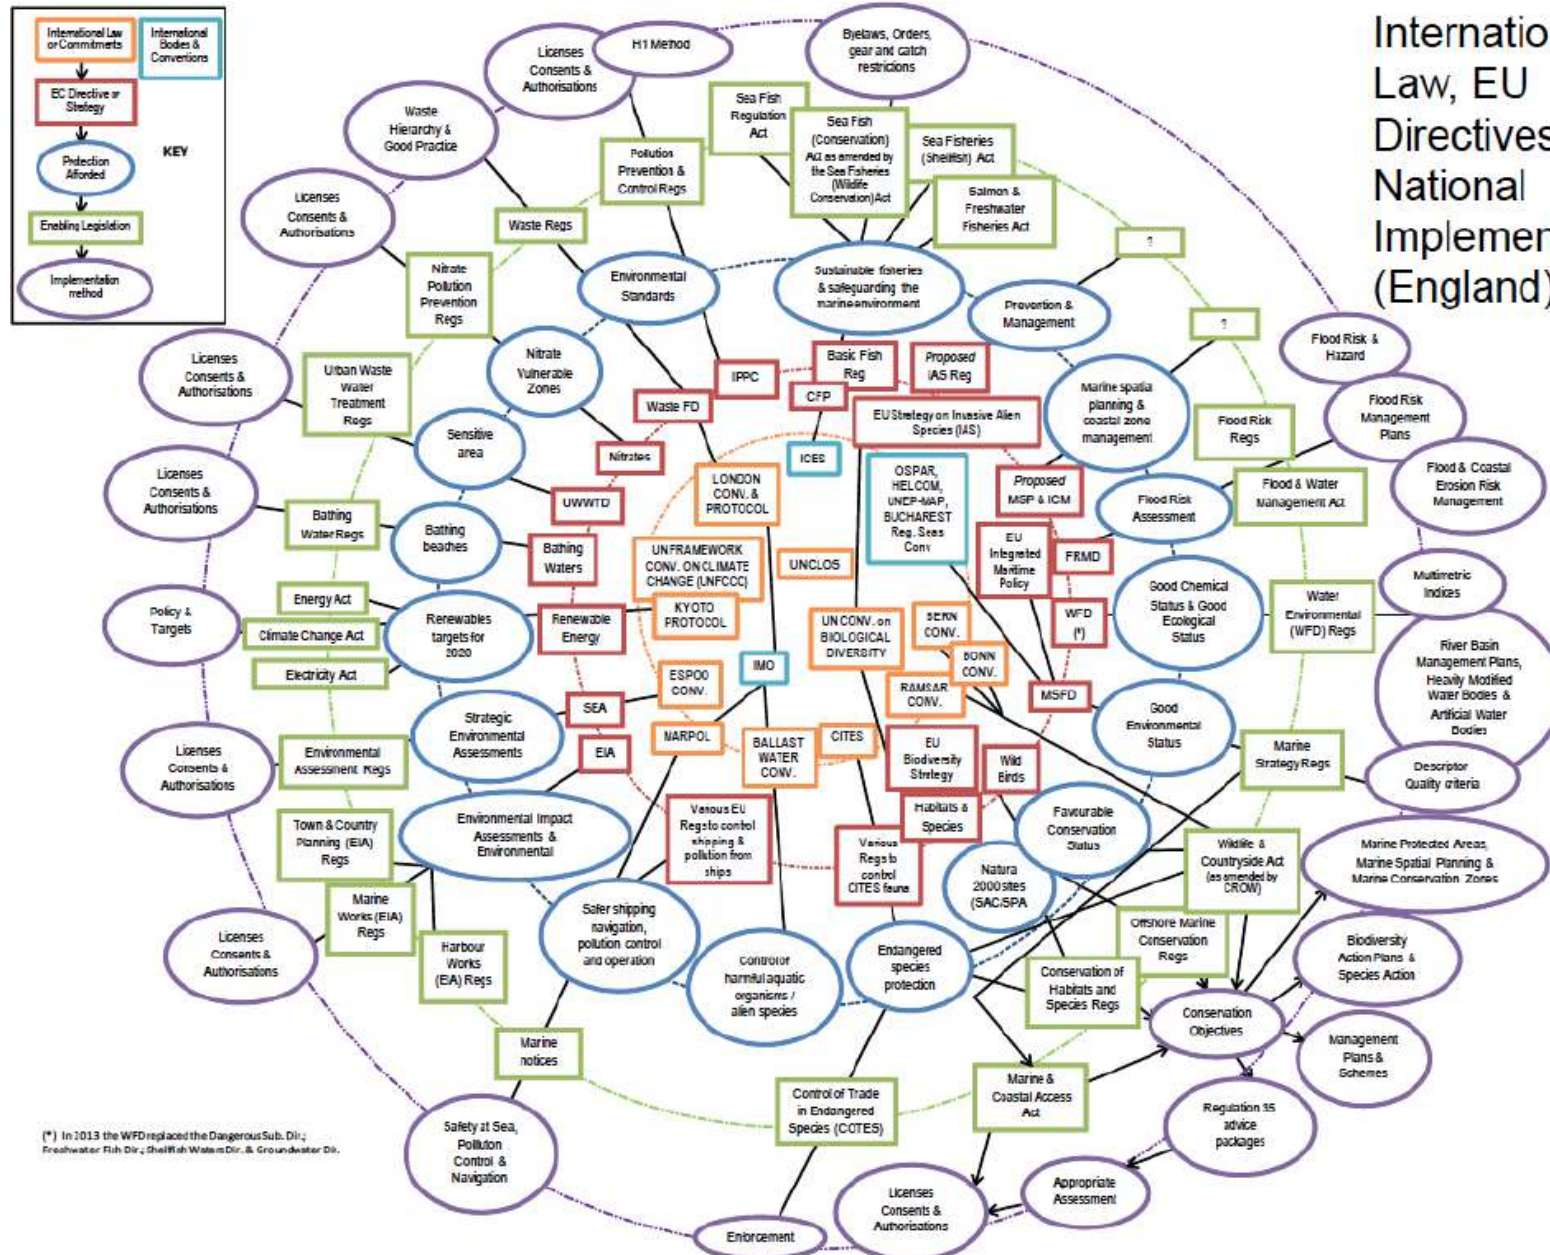 Internatio
Law, EU
Directives
National
Implemen
(England)
International Law
or Commitments
International
Bodies &
Conventions
EC Directive or
Strategy
Protection
Afforded
KEY
Enabling Legislation
Implementation
method
Licenses
Consents &
Authorisations
H1 Method
Byelaws, Orders,
gear and catch
restrictions
Waste
Hierarchy &
Good Practice
Licenses
Consents &
Authorisations
Sea Fish
Regulation
Act
Sea Fish
(Conservation)
Act as amended by
the Sea Fisheries
(Wildlife
Conservation)Act
Sea Fisheries
(Shellfish) Act
Salmon &
Freshwater
Fisheries Act
Pollution
Prevention &
Control Regs
Waste Regs
Nitrate
Pollution
Prevention
Regs
Environmental
Standards
Sustainable fisheries
& safeguarding the
marine environment
Prevention &
Management
?
?
Flood Risk &
Hazard
Licenses
Consents &
Authorisations
Urban Waste
Water
Treatment
Regs
Nitrate
Vulnerable
Zones
IPPC
Basic Fish
Reg
Proposed
IAS Reg
CFP
Waste FD
EU Strategy on Invasive Alien
Species (IAS)
Marine spatial
planning &
coastal zone
management
Flood Risk
Regs
Flood Risk
Management
Plans
Sensitive
area
Nitrates
ICES
Flood & Coastal
Erosion Risk
Management
Licenses
Consents &
Authorisations
UWWTD
LONDON
CONV. &
PROTOCOL
OSPAR,
HELCOM,
UNEP-MAP,
BUCHAREST
Reg. Seas
Conv
Proposed
MSP & ICM
Flood Risk
Assessment
Flood & Water
Management Act
Bathing
Water Regs
Bathing
beaches
Bathing
Waters
UN FRAMEWORK
CONV. ON CLIMATE
CHANGE (UNFCCC)
UNCLOS
EU
Integrated
Maritime
Policy
FRMD
Multimetric
Indices
Policy &
Targets
Energy Act
Climate Change Act
Electricity Act
Renewables
targets for
2020
Renewable
Energy
KYOTO
PROTOCOL
UN CONV. on
BIOLOGICAL
DIVERSITY
BERN
CONV.
BONN
CONV.
WFD
(*)
Good Chemical
Status & Good
Ecological
Status
Water
Environmental
(WFD) Regs
River Basin
Management Plans,
Heavily Modified
Water Bodies &
Artificial Water
Bodies
ESPOO
CONV.
IMO
RAMSAR
CONV.
MSFD
SEA
Good
Environmental
Status
Licenses
Consents &
Authorisations
Environmental
Assessment Regs
Strategic
Environmental
Assessments
EIA
MARPOL
BALLAST
WATER
CONV.
CITES
EU
Biodiversity
Strategy
Wild
Birds
Marine
Strategy Regs
Descriptor
Quality criteria
Town & Country
Planning (EIA)
Regs
Environmental Impact
Assessments &
Environmental
Various EU
Regs to control
shipping &
pollution from
ships
Various
Regs to
control
CITES fauna
Habitats &
Species
Favourable
Conservation
Status
Wildlife &
Countryside Act
(as amended by
CROW)
Marine Protected Areas,
Marine Spatial Planning &
Marine Conservation Zones
Natura
2000 sites
(SAC/SPA
Marine
Works (EIA)
Regs
Licenses
Consents &
Authorisations
Harbour
Works
(EIA) Regs
Safer shipping
navigation,
pollution control
and operation
Control of
harmful aquatic
organisms /
alien species
Endangered
species
protection
Offshore Marine
Conservation
Regs
Conservation of
Habitats and
Species Regs
Biodiversity
Action Plans &
Species Action
Conservation
Objectives
Management
Plans &
Schemes
Marine
notices
Control of Trade
in Endangered
Species (COTES)
Marine &
Coastal Access
Act
Regulation 35
advice
packages
(*) In 2013 the WFD replaced the Dangerous Sub. Dir.;
Freshwater Fish Dir.; Shellfish Waters Dir. & Groundwater Dir.
Safety at Sea,
Polluton
Control &
Navigation
Appropriate
Assessment
Licenses
Consents &
Authorisations
Enforcement